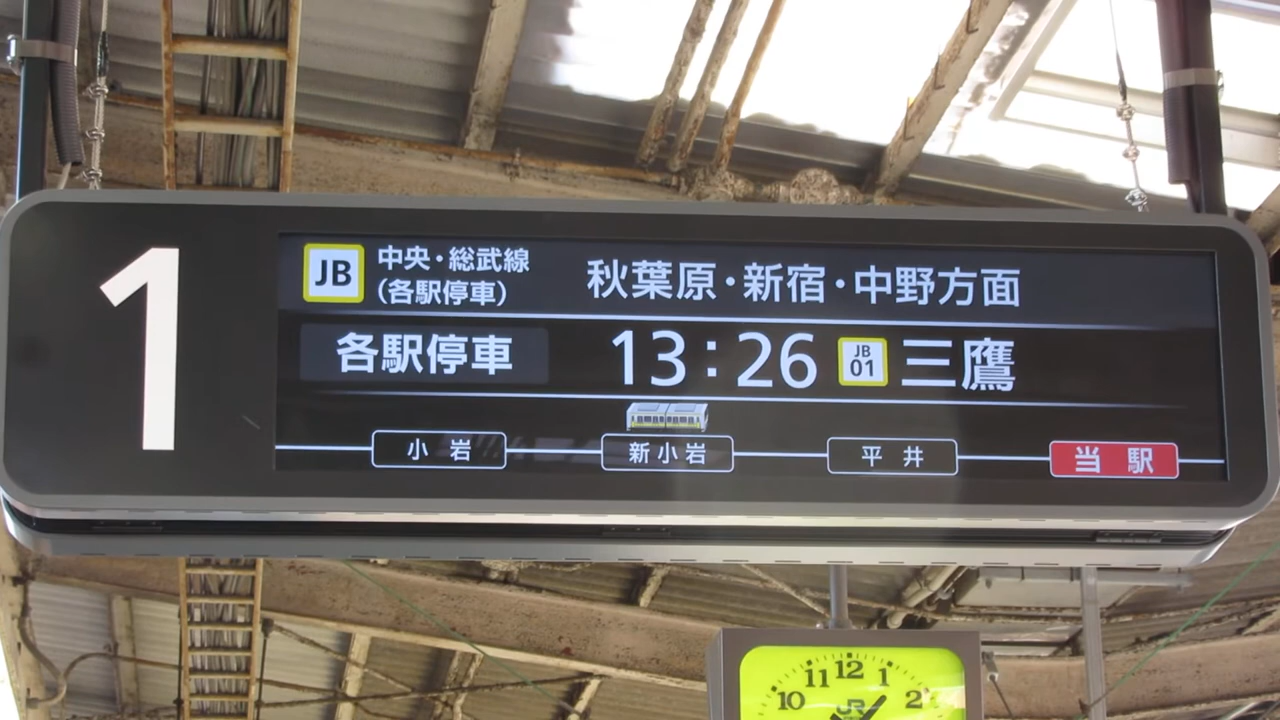 1
JB 中央・総武線 秋葉原・新宿・中野方面
(各駅停車)
各駅停車 13:26 JB 01 三鷹
小岩 新小岩 平井 当駅
11 12 1
10 2
JR